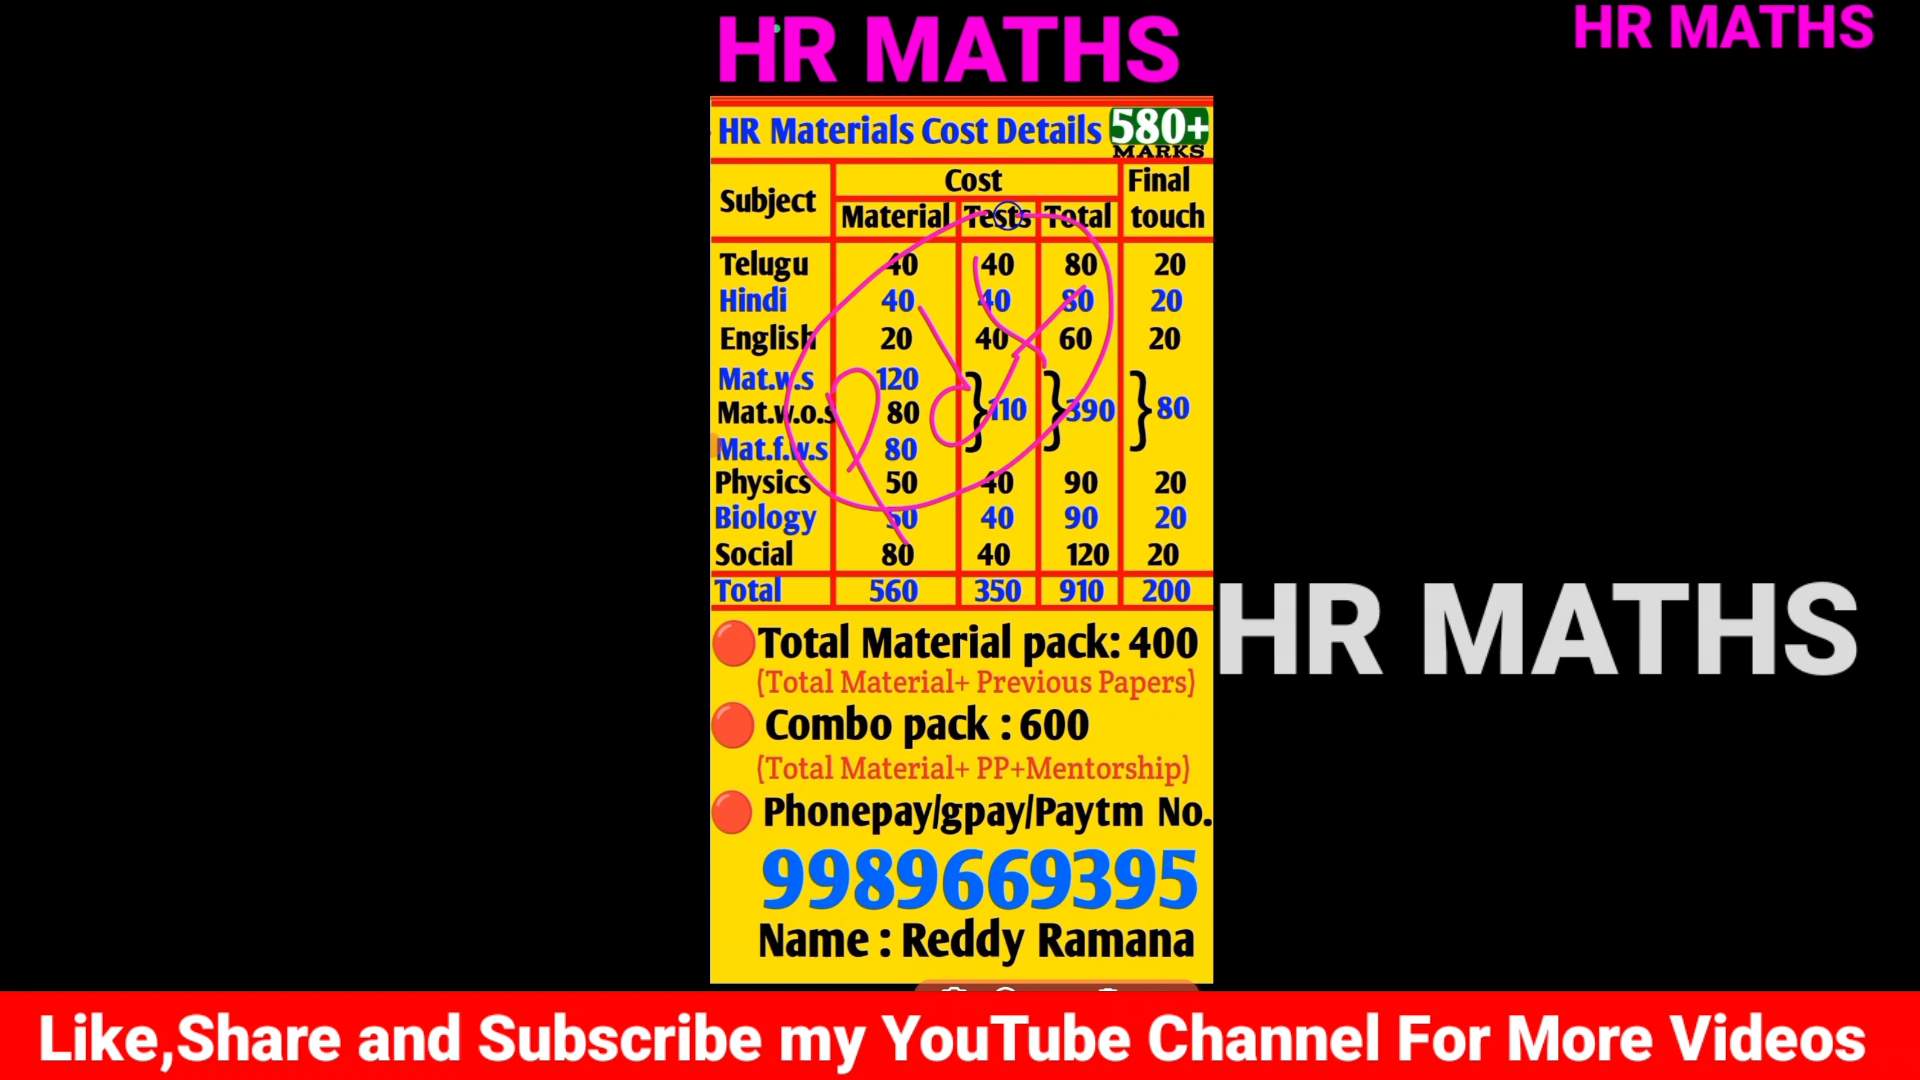 HR MATHS
HR MATHS
HR Materials Cost Details 580+ MARKS
Subject Cost Final touch
Material Tests Total
Telugu 40 40 80 20
Hindi 40 40 80 20
English 20 40 60 20
Mat.w.s 120
Mat.w.o.s 80 } 110 } 390 } 80
Mat.f.w.s 80
Physics 50 40 90 20
Biology 50 40 90 20
Social 80 40 120 20
Total 560 350 910 200
HR MATHS
Total Material pack: 400
(Total Material+ Previous Papers)
Combo pack : 600
(Total Material+ PP+Mentorship)
Phonepay/gpay/Paytm No.
9989669395
Name : Reddy Ramana
Like,Share and Subscribe my YouTube Channel For More Videos